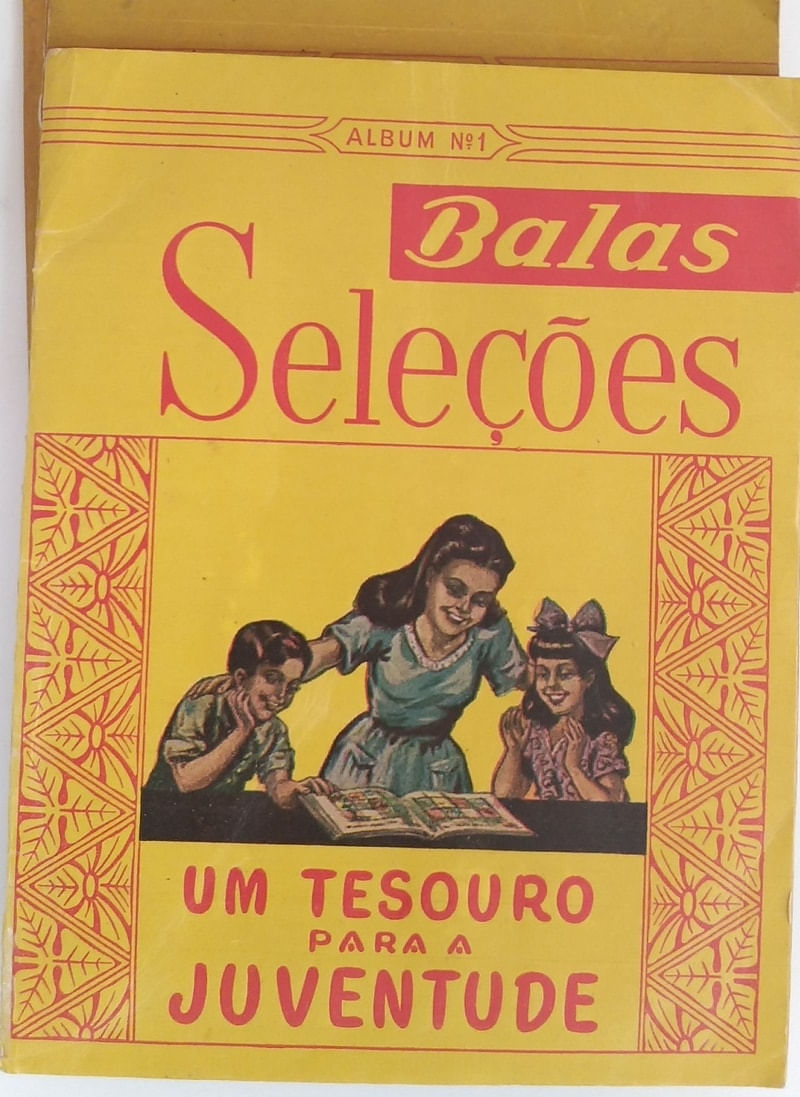 ALBUM Nº1
Balas
Seleções
UM TESOURO
PARA A
JUVENTUDE